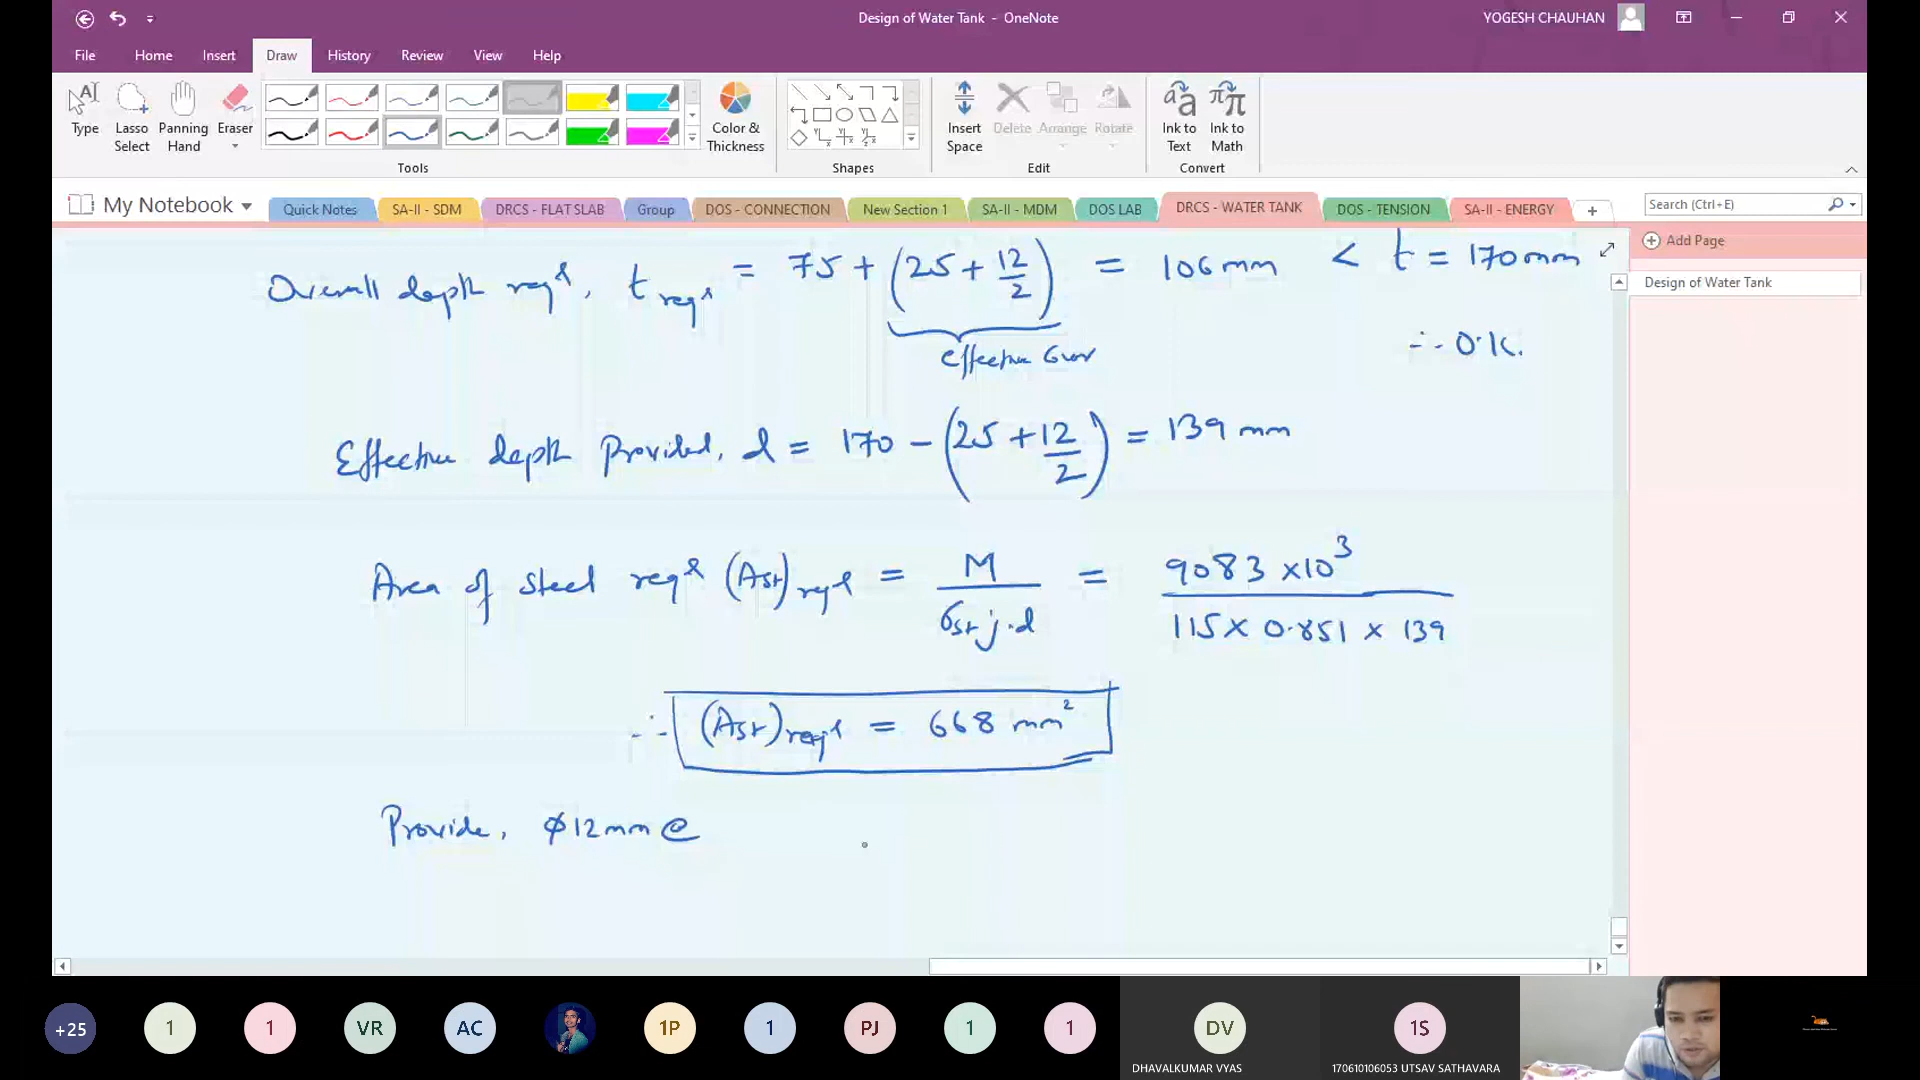 Design of Water Tank - OneNote
YOGESH CHAUHAN
File Home Insert Draw History Review View Help
Type
Lasso Select
Panning Hand
Eraser
Color & Thickness
Insert Space
Delete
Arrange
Rotate
Ink to Text
Ink to Math
Tools
Shapes
Edit
Convert
My Notebook
Quick Notes
SA-II - SDM
DRCS - FLAT SLAB
Group
DOS - CONNECTION
New Section 1
SA-II - MDM
DOS LAB
DRCS - WATER TANK
DOS - TENSION
SA-II - ENERGY
Search (Ctrl+E)
Add Page
Design of Water Tank
Overall depth reqd, t reqd = 75 + (25 + 12/2) = 106 mm < t = 170 mm
Effective Cover
∴ O.K.
Effective depth Provided, d = 170 - (25 + 12/2) = 139 mm
Area of steel reqd (Ast) reqd = M / σst j.d = 9083 x10³ / 115 x 0.851 x 139
∴ (Ast) reqd = 668 mm²
Provide, ϕ12mm @
+25
1
1
VR
AC
1P
1
PJ
1
1
DV
DHAVALKUMAR VYAS
1S
170610106053 UTSAV SATHAVARA